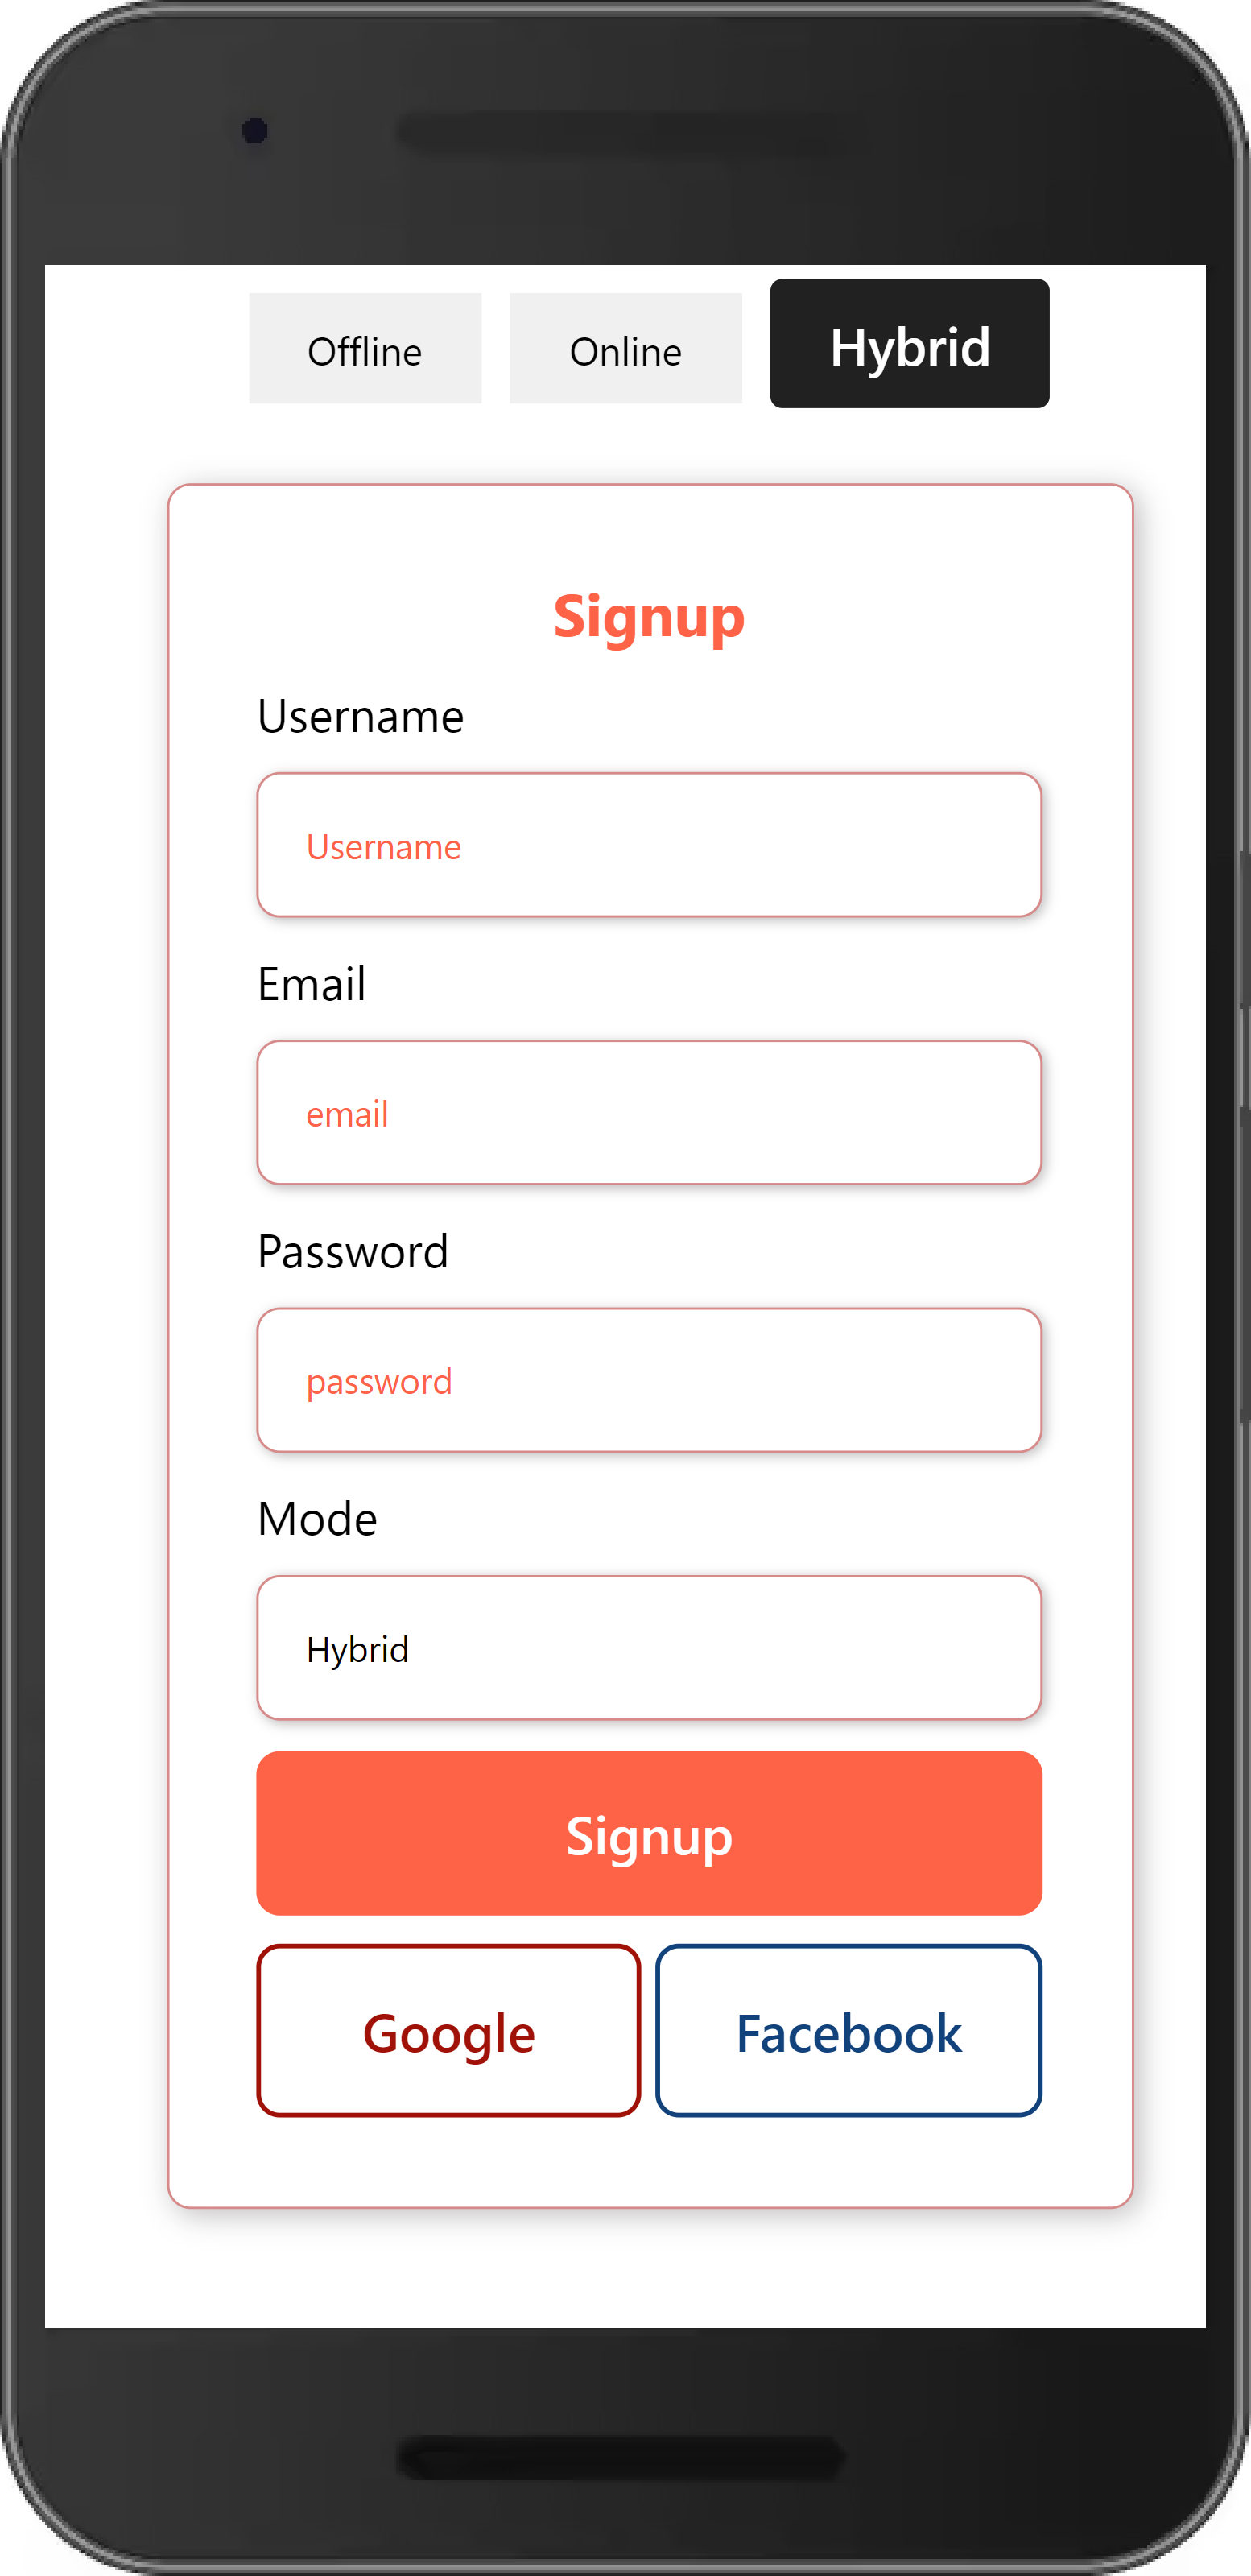 Offline Online Hybrid
Signup
Username
Username
Email
email
Password
password
Mode
Hybrid
Signup
Google Facebook